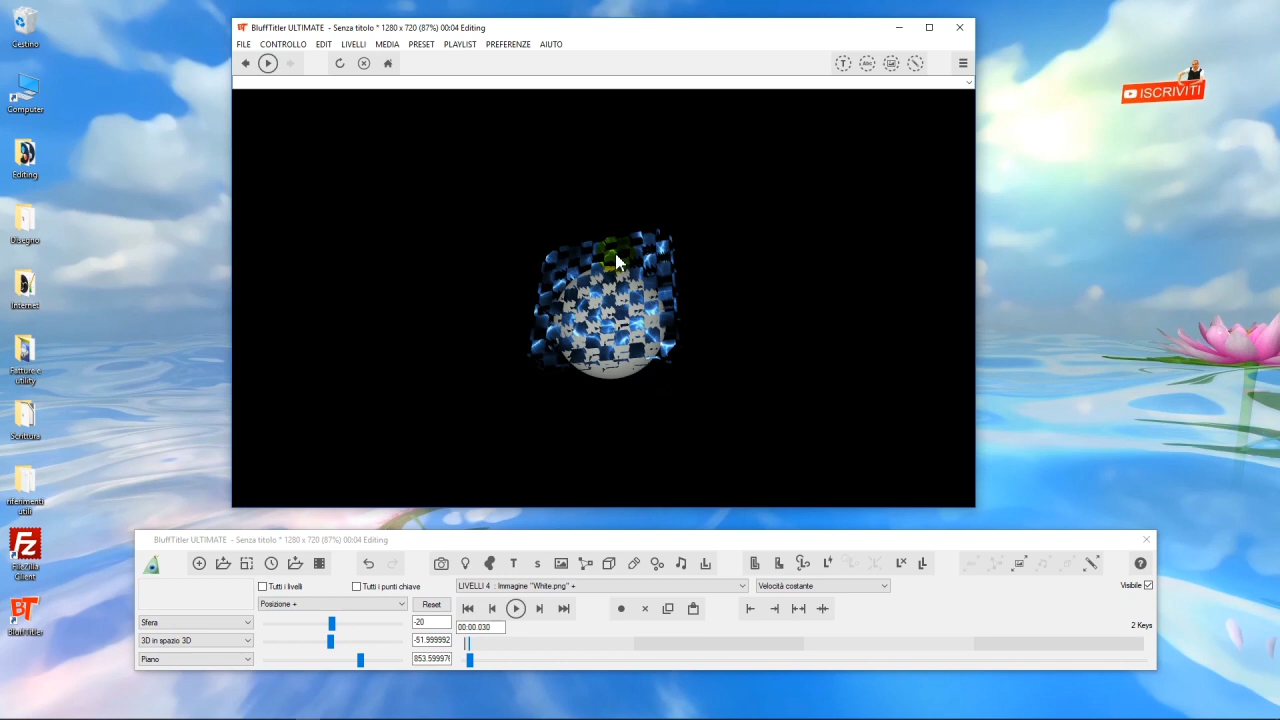 Cestino
Computer
Editing
Disegno
Internet
Fatture e
utility
Scrittura
riferimenti
utili
FileZilla
Client
BluffTitler
BluffTitler ULTIMATE - Senza titolo * 1280 x 720 (87%) 00:04 Editing
FILE CONTROLLO EDIT LIVELLI MEDIA PRESET PLAYLIST PREFERENZE AIUTO
ISCRIVITI
BluffTitler ULTIMATE - Senza titolo * 1280 x 720 (87%) 00:04 Editing
Tutti i livelli Tutti i punti chiave LIVELLI 4 : Immagine "White.png" + Velocità costante Visibile
Posizione + Reset
Sfera -20 00:00.030 2 Keys
3D in spazio 3D -51.999992
Piano